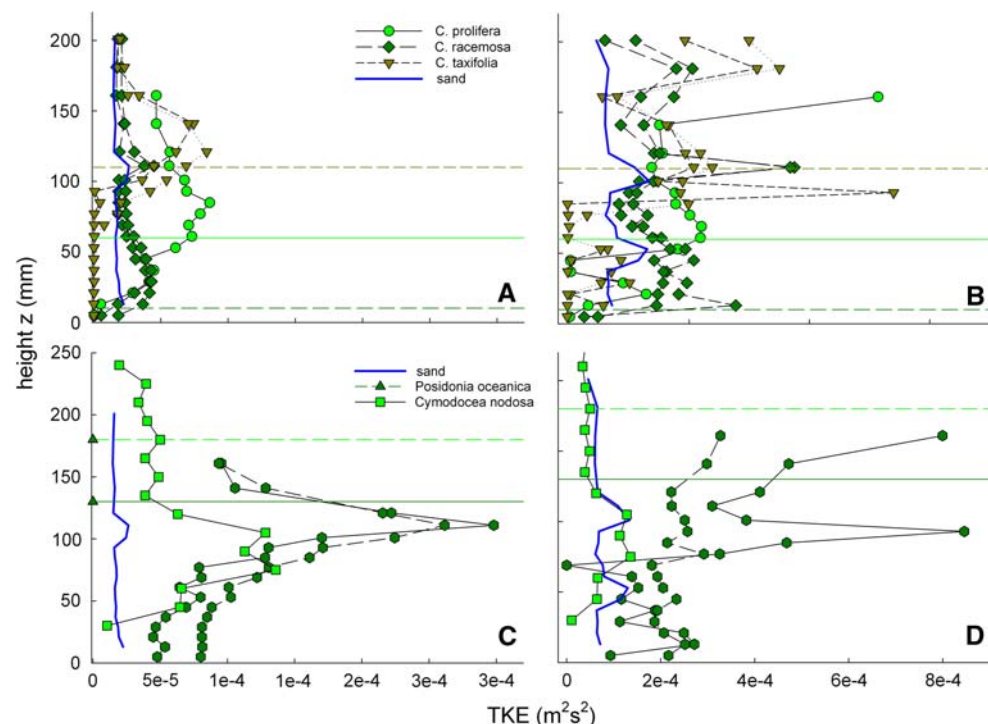 C. prolifera
C. racemosa
C. taxifolia
sand
200
150
100
50
0
A
B
height z (mm)
sand
Posidonia oceanica
Cymodocea nodosa
250
200
150
100
50
0
C
D
0 5e-5 1e-4 1e-4 2e-4 3e-4 3e-4
0 2e-4 4e-4 6e-4 8e-4
TKE (m²s²)